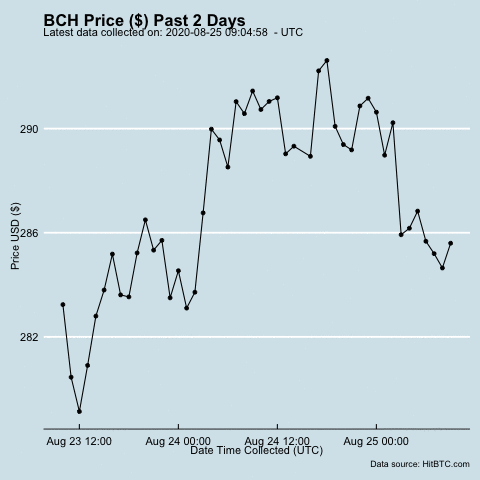 BCH Price ($) Past 2 Days
Latest data collected on: 2020-08-25 09:04:58 - UTC
290
286
282
Price USD ($)
Aug 23 12:00 Aug 24 00:00 Aug 24 12:00 Aug 25 00:00
Date Time Collected (UTC)
Data source: HitBTC.com